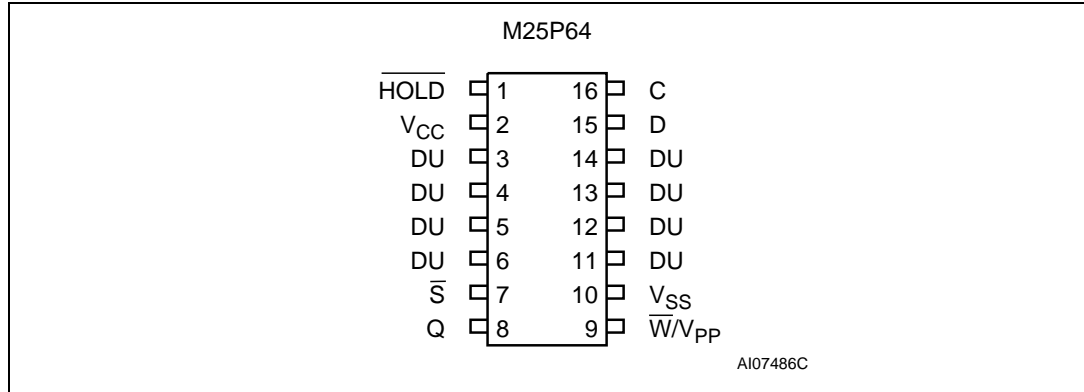 M25P64
HOLD 1 16 C
VCC 2 15 D
DU 3 14 DU
DU 4 13 DU
DU 5 12 DU
DU 6 11 DU
S 7 10 VSS
Q 8 9 W/VPP
AI07486C